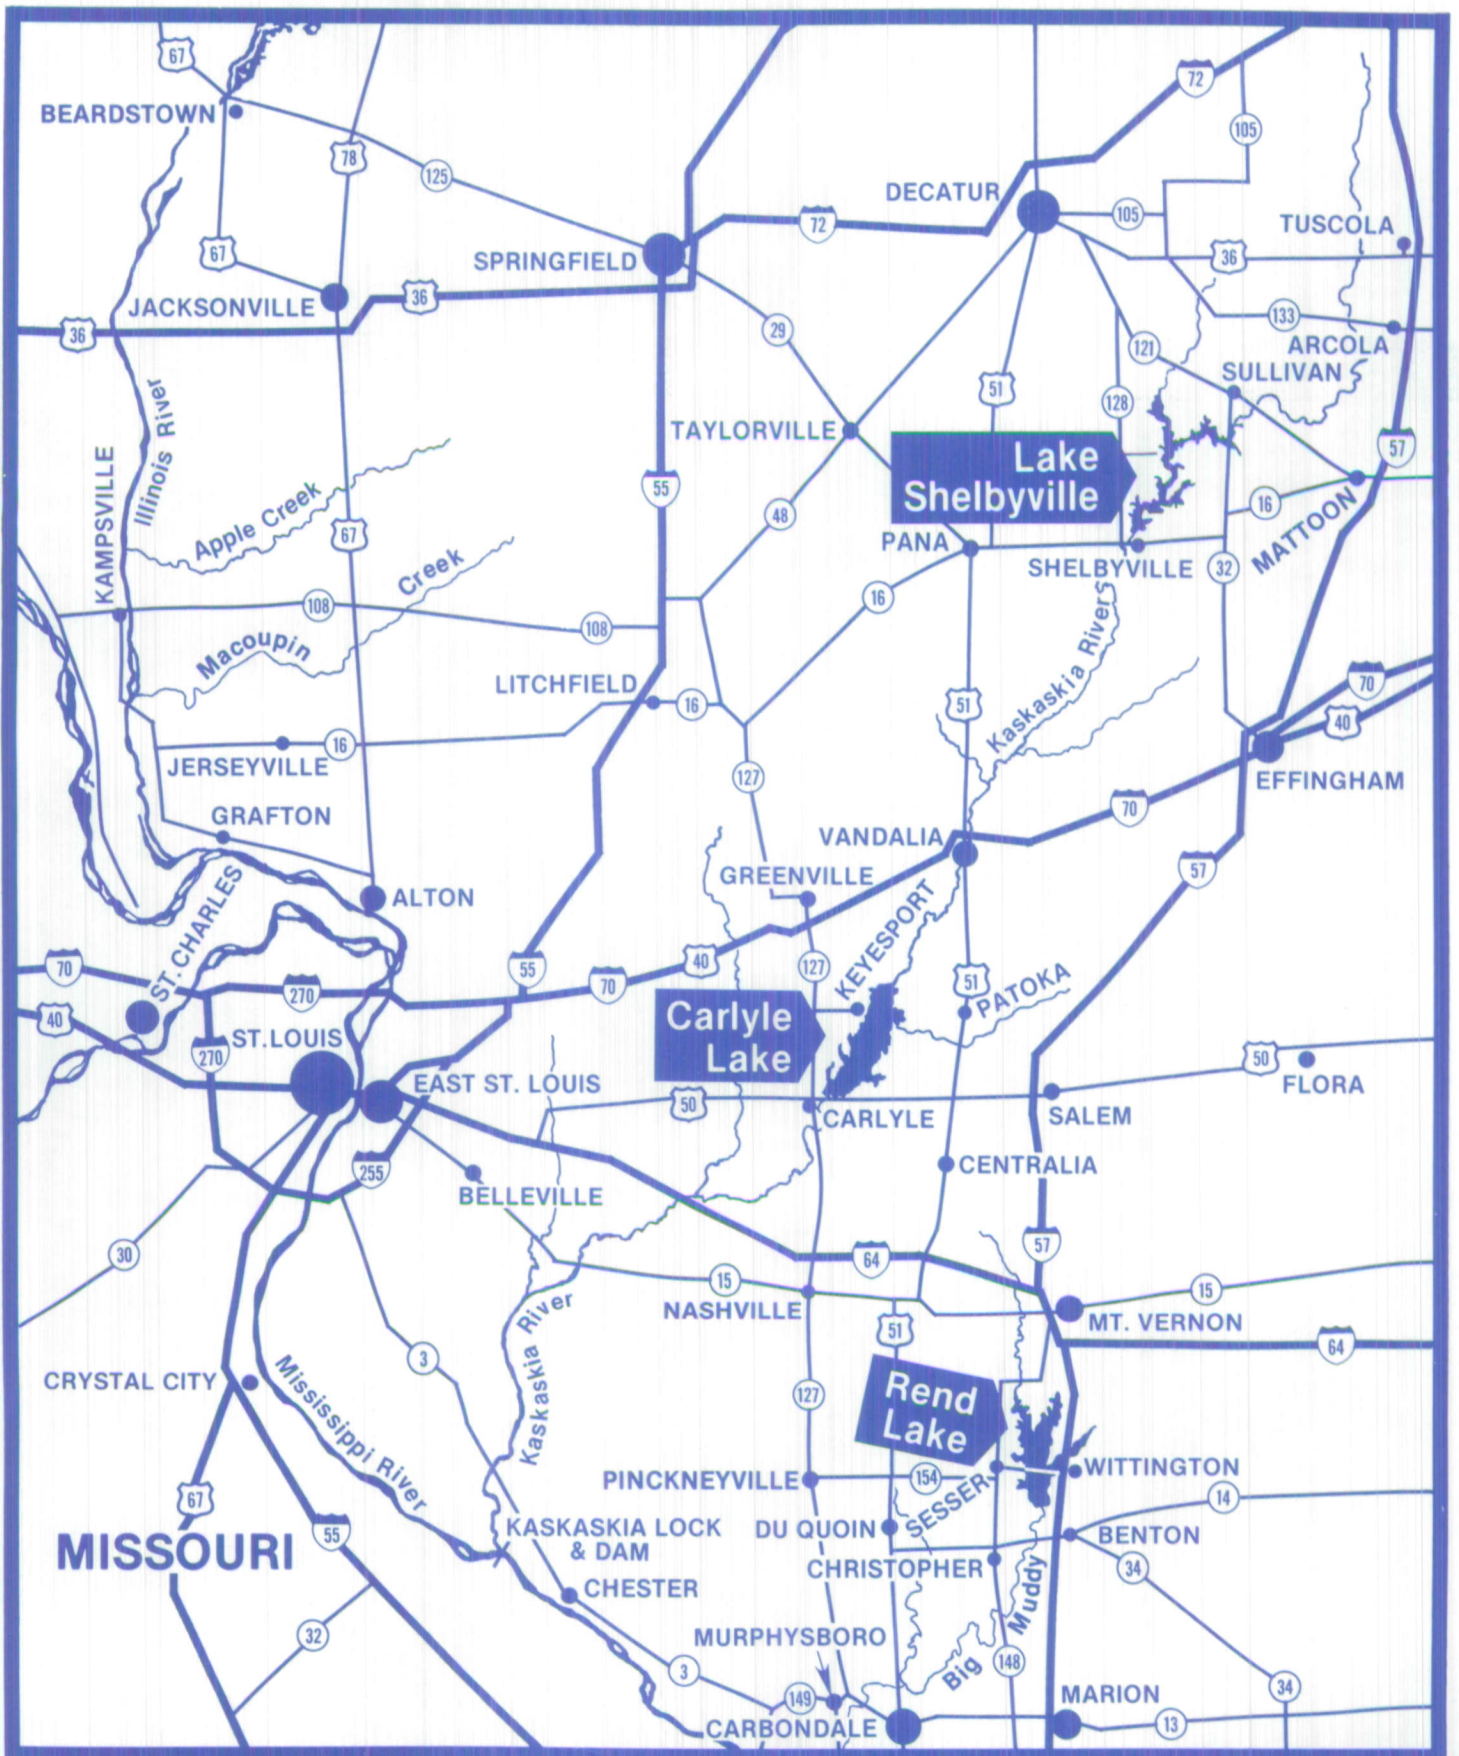 67
BEARDSTOWN
78
125
72
105
DECATUR
105
TUSCOLA
67
SPRINGFIELD
72
36
JACKSONVILLE
36
36
29
133
ARCOLA
121
SULLIVAN
51
128
Illinois River
TAYLORVILLE
57
Lake
Shelbyville
KAMPSVILLE
55
Apple Creek
67
48
16
MATTOON
PANA
SHELBYVILLE
32
Macoupin Creek
108
108
16
Kaskaskia River
LITCHFIELD
16
51
70
40
JERSEYVILLE
16
127
EFFINGHAM
GRAFTON
70
VANDALIA
GREENVILLE
57
ALTON
ST. CHARLES
KEYESPORT
70
55
40
127
51
PATOKA
270
70
40
Carlyle
Lake
ST. LOUIS
270
EAST ST. LOUIS
50
50
FLORA
CARLYLE
SALEM
255
CENTRALIA
BELLEVILLE
30
64
57
15
15
NASHVILLE
MT. VERNON
51
64
Kaskaskia River
3
CRYSTAL CITY
Mississippi River
127
Rend
Lake
67
PINCKNEYVILLE
154
WITTINGTON
SESSER
14
MISSOURI
55
KASKASKIA LOCK
& DAM
DU QUOIN
BENTON
CHRISTOPHER
34
CHESTER
Big Muddy
32
MURPHYSBORO
3
148
149
34
MARION
CARBONDALE
13